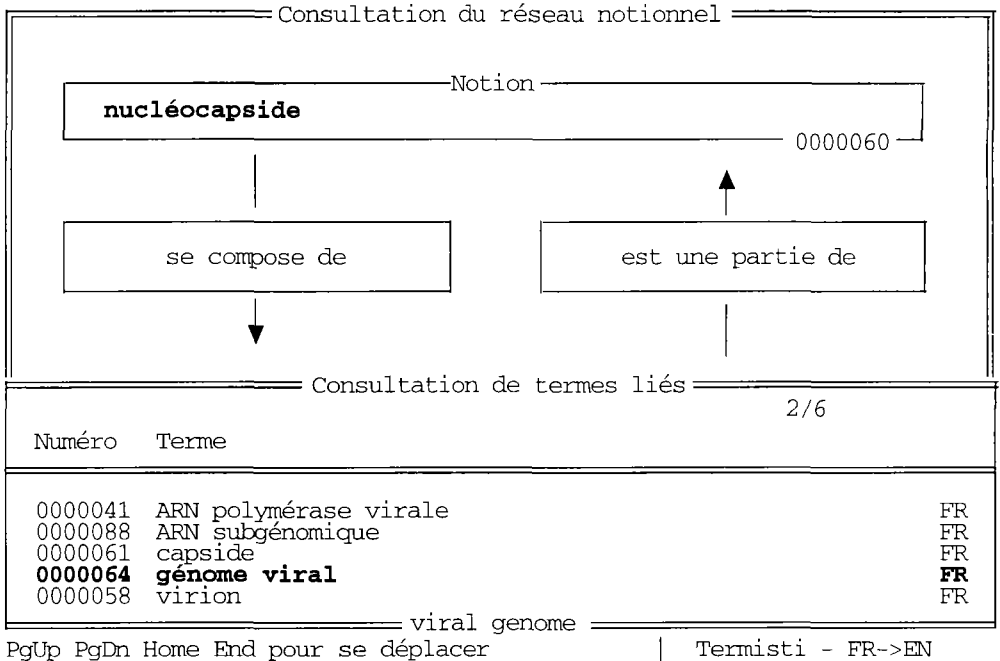 Consultation du réseau notionnel
Notion
nucléocapside
0000060
se compose de
est une partie de
Consultation de termes liés
2/6
Numéro Terme
0000041 ARN polymérase virale FR
0000088 ARN subgénomique FR
0000061 capside FR
0000064 génome viral FR
0000058 virion FR
viral genome
PgUp PgDn Home End pour se déplacer | Termisti - FR->EN